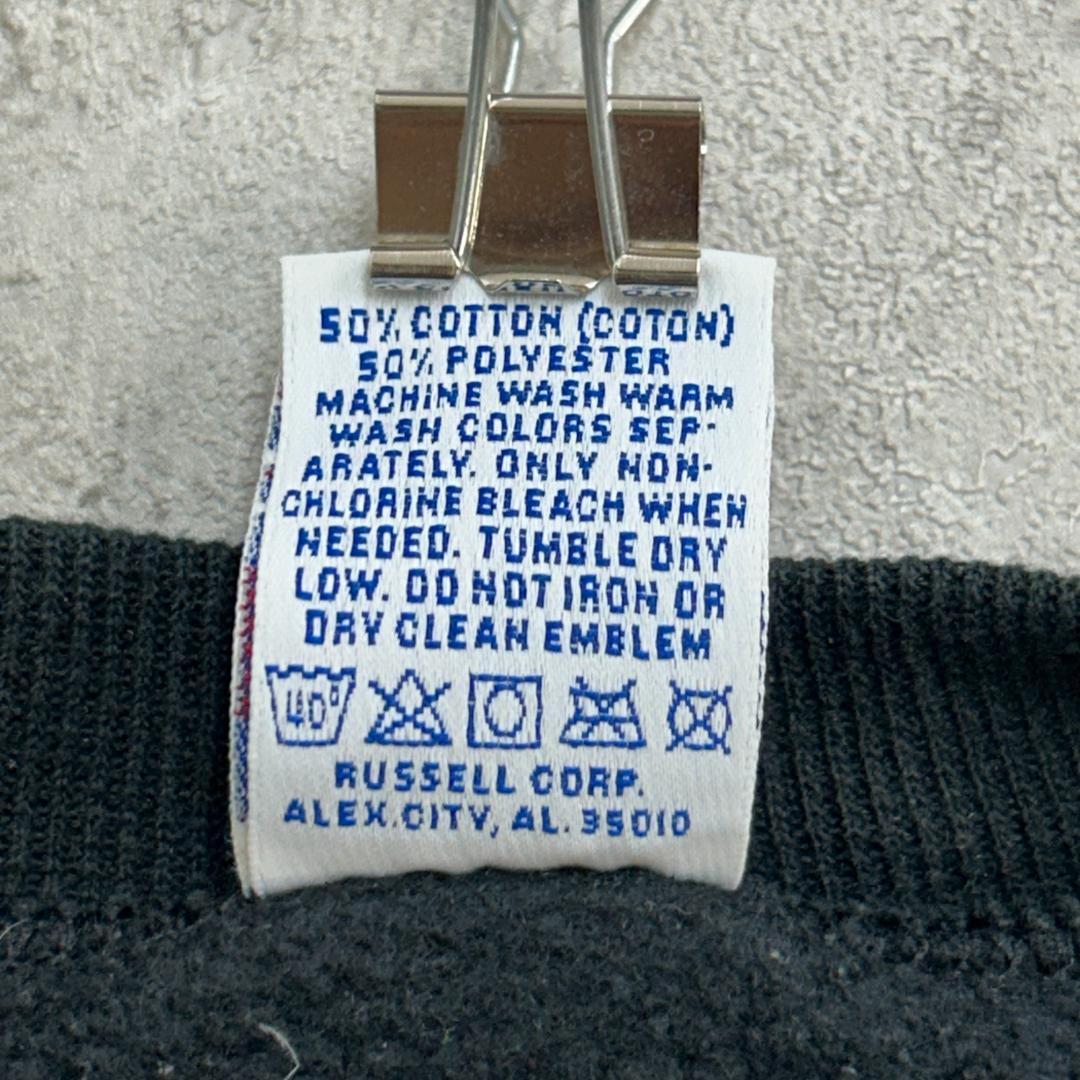 50% COTTON (COTON)
50% POLYESTER
MACHINE WASH WARM
WASH COLORS SEP-
ARATELY. ONLY NON-
CHLORINE BLEACH WHEN
NEEDED. TUMBLE DRY
LOW. DO NOT IRON OR
DRY CLEAN EMBLEM
40°
RUSSELL CORP.
ALEX.CITY, AL. 35010